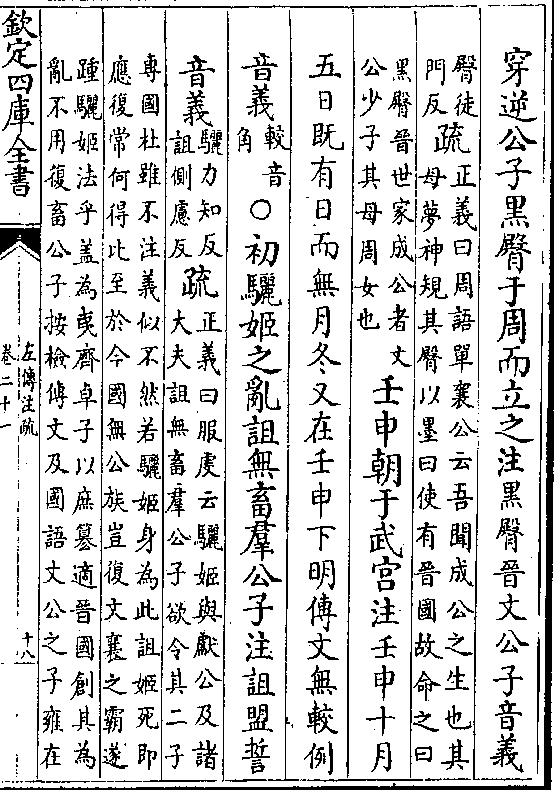 穿逆公子黑臀于周而立之注黑臀晉文公子音義
臀徒
門反
疏
正義曰周語單襄公云吾聞成公之生也其
母夢神規其臀以墨曰使有晉國故命之曰
黑臀晉世家成公者文
公少子其母周女也
壬申朝于武宮注壬申十月
五日既有日而無月冬又在壬申下明傳文無較例
音義
較音
角
○初驪姬之亂詛無畜羣公子注詛盟誓
音義
驪力知反
詛側慮反
疏
正義曰服虔云驪姬與獻公及諸
大夫詛無畜羣公子欲令其二子
專國杜雖不注義似不然若驪姬身為此詛姬死即
應復常何得比至於今國無公族豈復文襄之霸遂
踵驪姬法乎蓋為奚齊卓子以庶簒適晉國創其為
亂不用復畜公子按檢傳文及國語文公之子雍在
欽定四庫全書
左傳注疏
卷二十一
十八